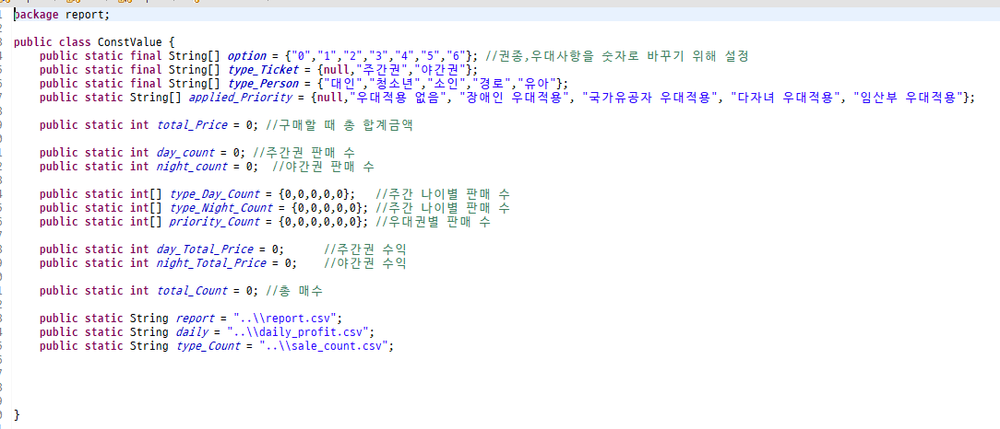 package report;
public class ConstValue {
public static final String[] option = {"0","1","2","3","4","5","6"}; //권종,우대사항을 숫자로 바꾸기 위해 설정
public static final String[] type_Ticket = {null,"주간권","야간권"};
public static final String[] type_Person = {"대인","청소년","소인","경로","유아"};
public static String[] applied_Priority = {null,"우대적용 없음", "장애인 우대적용", "국가유공자 우대적용", "다자녀 우대적용", "임산부 우대적용"};
public static int total_Price = 0; //구매할 때 총 합계금액
public static int day_count = 0; //주간권 판매 수
public static int night_count = 0;  //야간권 판매 수
public static int[] type_Day_Count = {0,0,0,0,0};   //주간 나이별 판매 수
public static int[] type_Night_Count = {0,0,0,0,0}; //주간 나이별 판매 수
public static int[] priority_Count = {0,0,0,0,0,0}; //우대권별 판매 수
public static int day_Total_Price = 0;      //주간권 수익
public static int night_Total_Price = 0;    //야간권 수익
public static int total_Count = 0; //총 매수
public static String report = "..\\report.csv";
public static String daily = "..\\daily_profit.csv";
public static String type_Count = "..\\sale_count.csv";
}